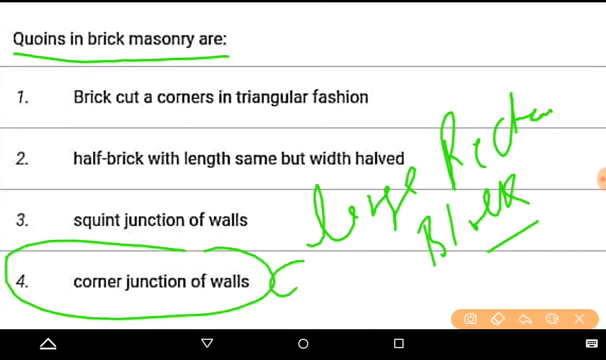 Quoins in brick masonry are:
1. Brick cut a corners in triangular fashion
2. half-brick with length same but width halved
3. squint junction of walls
4. corner junction of walls
large
Block